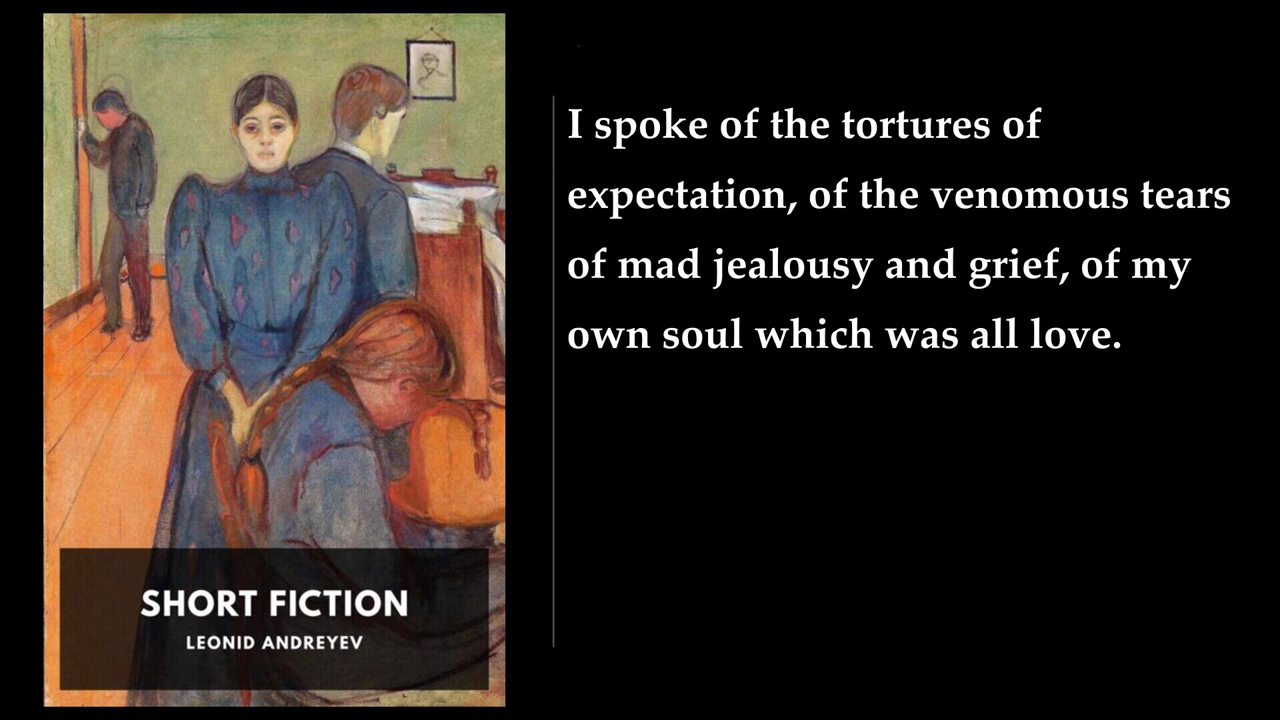 SHORT FICTION
LEONID ANDREYEV
I spoke of the tortures of
expectation, of the venomous tears
of mad jealousy and grief, of my
own soul which was all love.